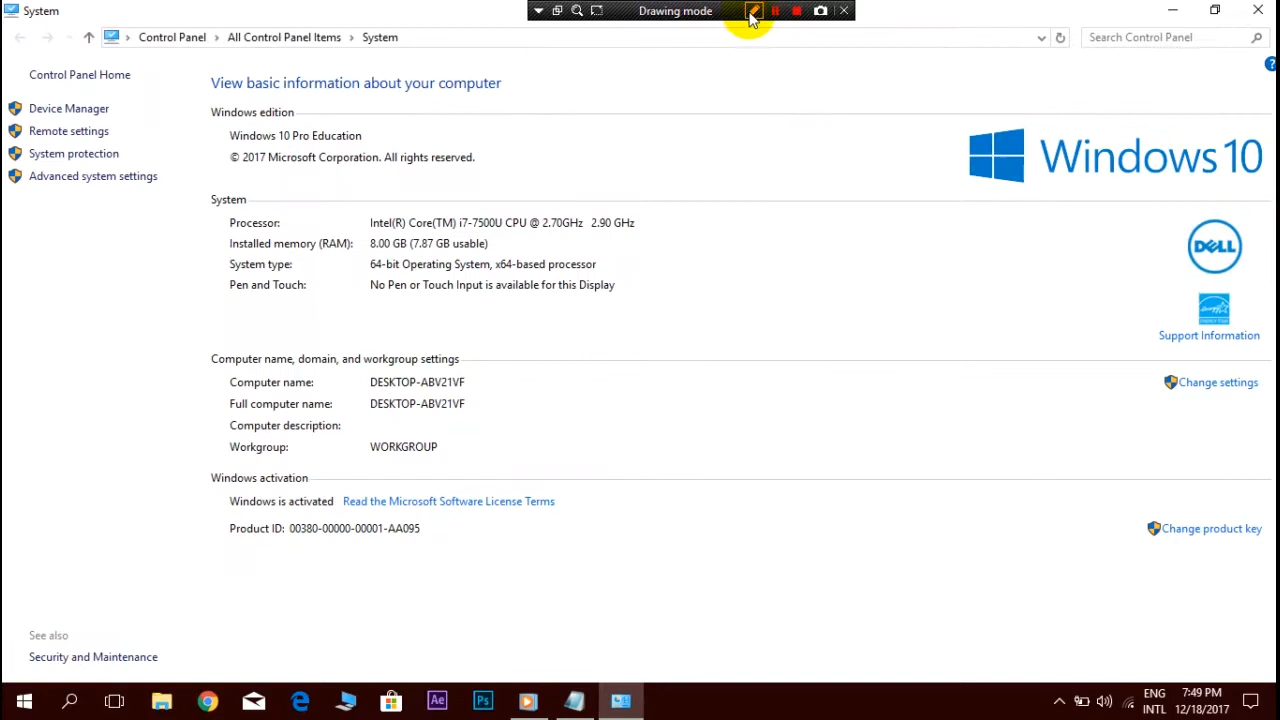 System
Drawing mode
Control Panel > All Control Panel Items > System
Search Control Panel
?
Control Panel Home
Device Manager
Remote settings
System protection
Advanced system settings
View basic information about your computer
Windows edition
Windows 10 Pro Education
© 2017 Microsoft Corporation. All rights reserved.
Windows 10
System
Processor: Intel(R) Core(TM) i7-7500U CPU @ 2.70GHz 2.90 GHz
Installed memory (RAM): 8.00 GB (7.87 GB usable)
System type: 64-bit Operating System, x64-based processor
Pen and Touch: No Pen or Touch Input is available for this Display
DELL
Support Information
Computer name, domain, and workgroup settings
Computer name: DESKTOP-ABV21VF
Change settings
Full computer name: DESKTOP-ABV21VF
Computer description:
Workgroup: WORKGROUP
Windows activation
Windows is activated Read the Microsoft Software License Terms
Product ID: 00380-00000-00001-AA095
Change product key
See also
Security and Maintenance
Ae
Ps
ENG
INTL
7:49 PM
12/18/2017